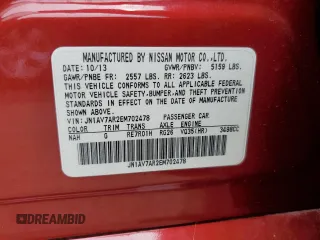 MANUFACTURED BY NISSAN MOTOR CO.,LTD.
DATE: 10/13 GVWR/PNBV: 5159 LBS.
GAWR/PNBE FR: 2557 LBS. RR: 2623 LBS.
THIS VEHICLE CONFORMS TO ALL APPLICABLE FEDERAL
MOTOR VEHICLE SAFETY,BUMPER,AND THEFT PREVENTION
STANDARDS IN EFFECT ON THE DATE OF MANUFACTURE
SHOWN ABOVE.
VIN: JN1AV7AR2EM702478 PASSENGER CAR
COLOR TRIM TRANS AXLE ENGINE
NAH G RE7R01H RG26 VQ35(HR) 3498CC
JN1AV7AR2EM702478
DREAMBID